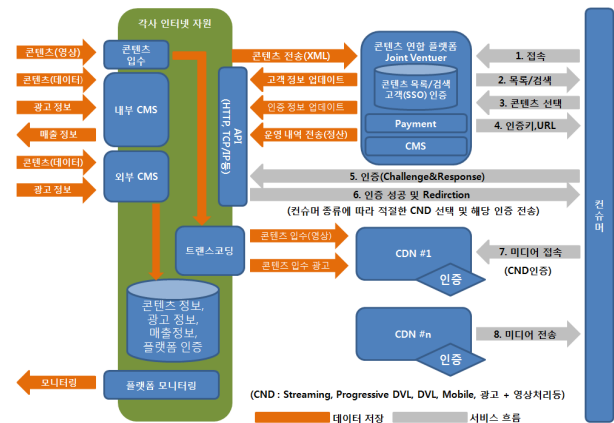 각사 인터넷 자원
콘텐츠(영상)
콘텐츠(데이터)
광고 정보
매출 정보
콘텐츠(데이터)
광고 정보
콘텐츠
입수
내부 CMS
외부 CMS
API
(HTTP, TCP/IP등)
콘텐츠 전송(XML)
고객 정보 업데이트
인증 정보 업데이트
운영 내역 전송(정산)
콘텐츠 연합 플랫폼
Joint Ventuer
콘텐츠 목록/검색
고객(SSO) 인증
Payment
CMS
1. 접속
2. 목록/검색
3. 콘텐츠 선택
4. 인증키,URL
5. 인증(Challenge&Response)
6. 인증 성공 및 Redirction
(컨슈머 종류에 따라 적절한 CND 선택 및 해당 인증 전송)
컨슈머
트랜스코딩
콘텐츠 입수(영상)
콘텐츠 입수 광고
CDN #1
인증
7. 미디어 접속
(CND인증)
콘텐츠 정보,
광고 정보,
매출정보,
플랫폼 인증
CDN #n
인증
8. 미디어 전송
모니터링
플랫폼 모니터링
(CND : Streaming, Progressive DVL, DVL, Mobile, 광고 + 영상처리등)
데이터 저장
서비스 흐름